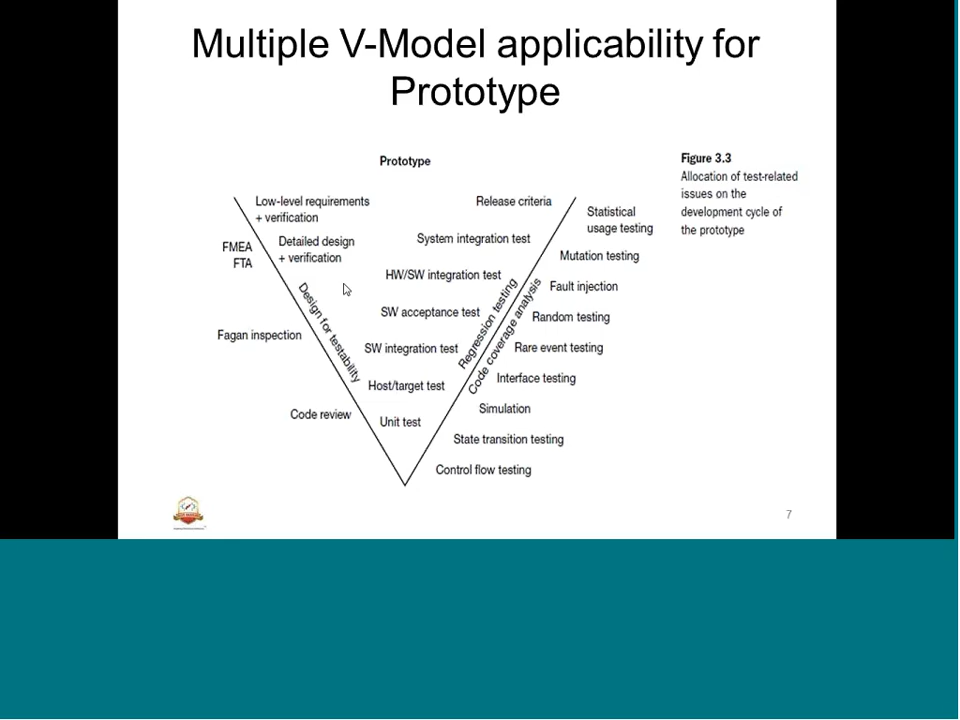 Multiple V-Model applicability for
Prototype
Prototype
Figure 3.3
Allocation of test-related
issues on the
development cycle of
the prototype
Low-level requirements
+ verification
Release criteria
Statistical
usage testing
FMEA
FTA
Detailed design
+ verification
System integration test
Mutation testing
HW/SW integration test
Fault injection
Design for testability
SW acceptance test
Regression testing
Code coverage analysis
Random testing
Fagan inspection
SW integration test
Rare event testing
Host/target test
Interface testing
Code review
Unit test
Simulation
State transition testing
Control flow testing
7